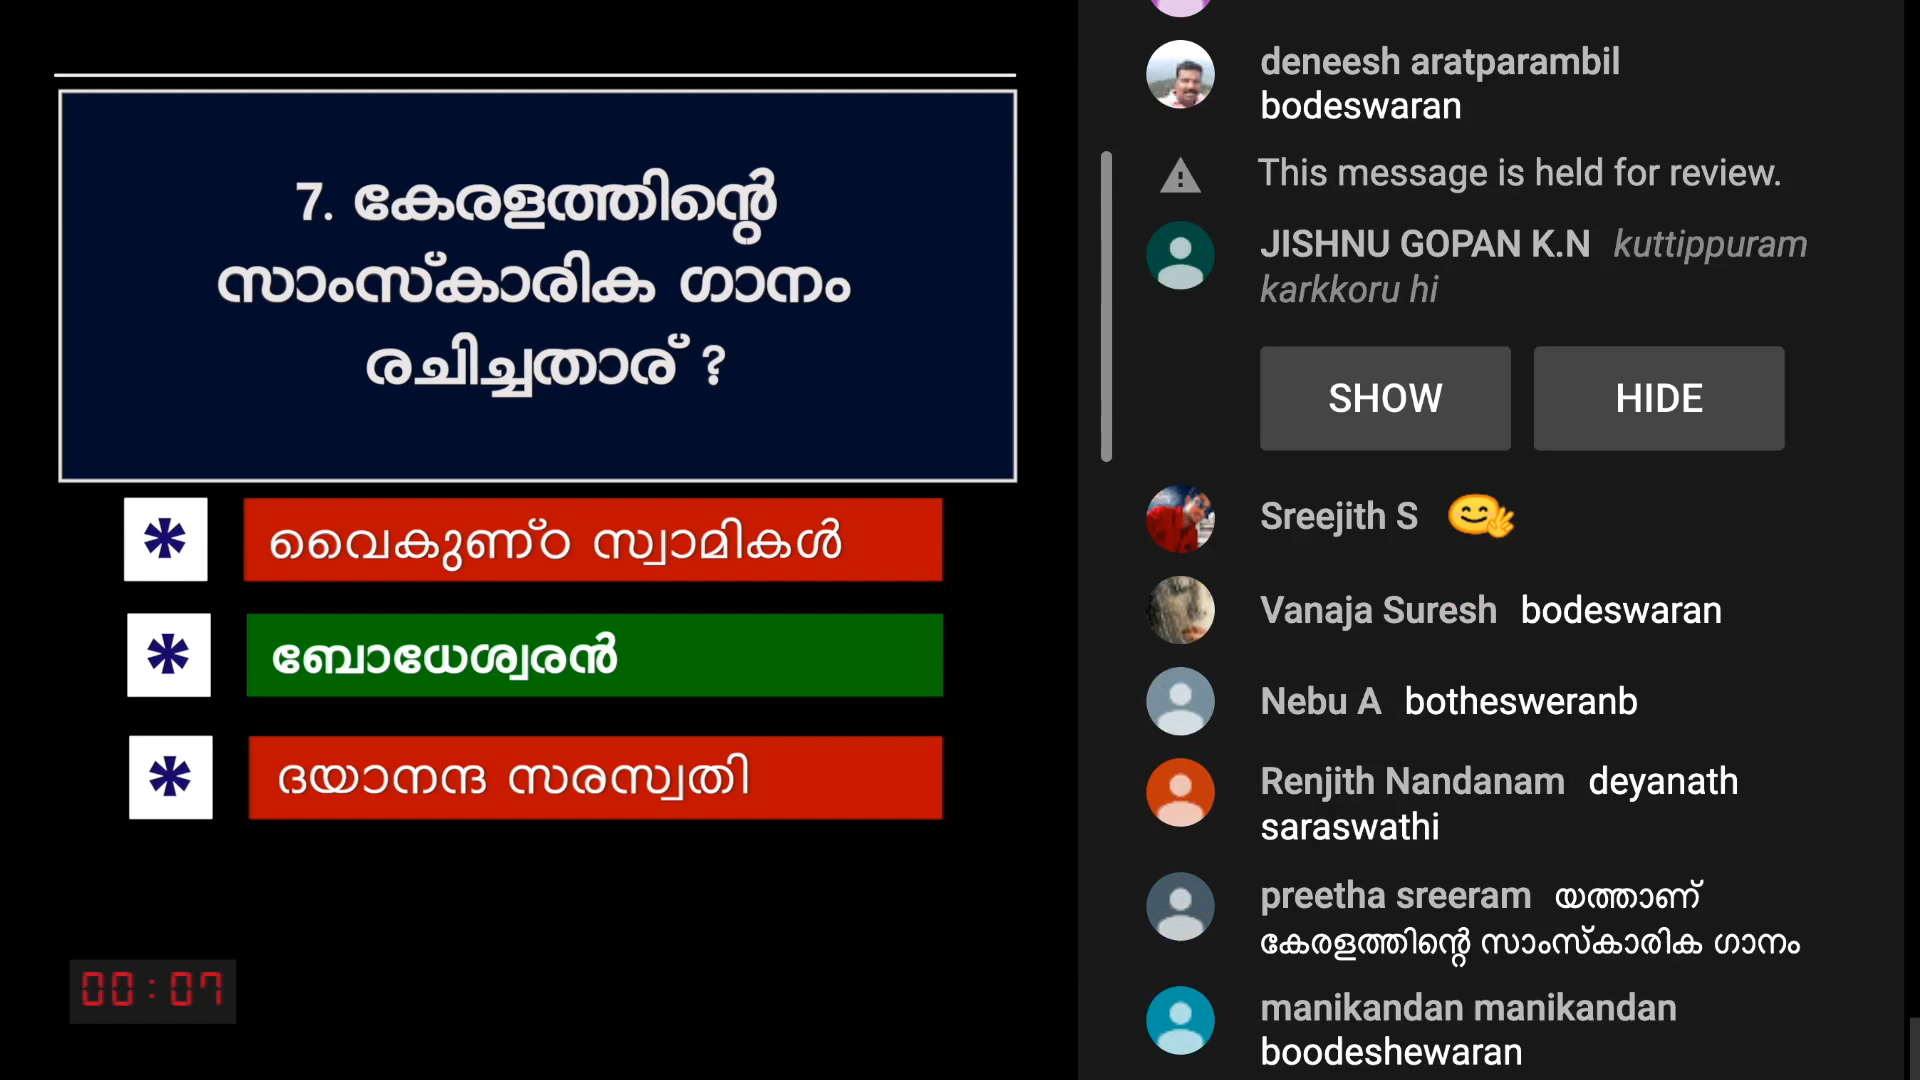 7. കേരളത്തിന്റെ
സാംസ്കാരിക ഗാനം
രചിച്ചതാര് ?
* വൈകുണ്ഠ സ്വാമികൾ
* ബോധേശ്വരൻ
* ദയാനന്ദ സരസ്വതി
00:07
deneesh aratparambil
bodeswaran
This message is held for review.
JISHNU GOPAN K.N kuttippuram
karkkoru hi
SHOW HIDE
Sreejith S
Vanaja Suresh bodeswaran
Nebu A bothesweranb
Renjith Nandanam deyanath
saraswathi
preetha sreeram യത്താണ്
കേരളത്തിന്റെ സാംസ്കാരിക ഗാനം
manikandan manikandan
boodeshewaran